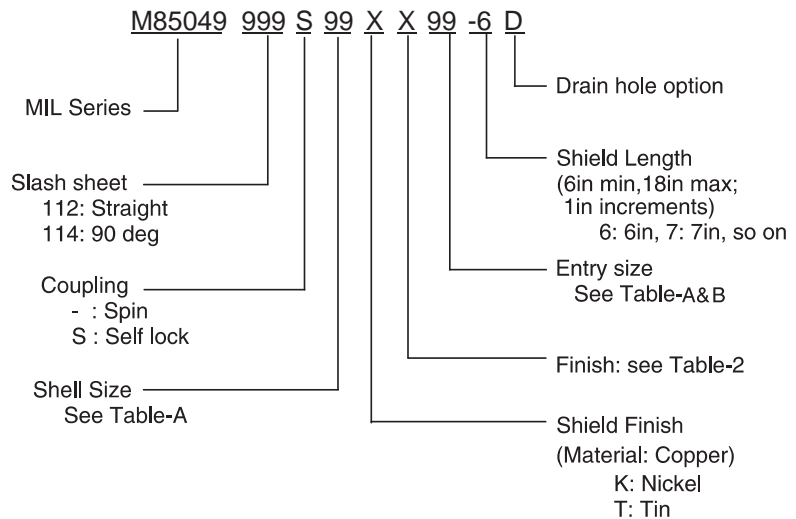 M85049 999 S 99 X X 99 -6 D
MIL Series
Slash sheet
112: Straight
114: 90 deg
Coupling
- : Spin
S : Self lock
Shell Size
See Table-A
Drain hole option
Shield Length
(6in min,18in max;
1in increments)
6: 6in, 7: 7in, so on
Entry size
See Table-A&B
Finish: see Table-2
Shield Finish
(Material: Copper)
K: Nickel
T: Tin